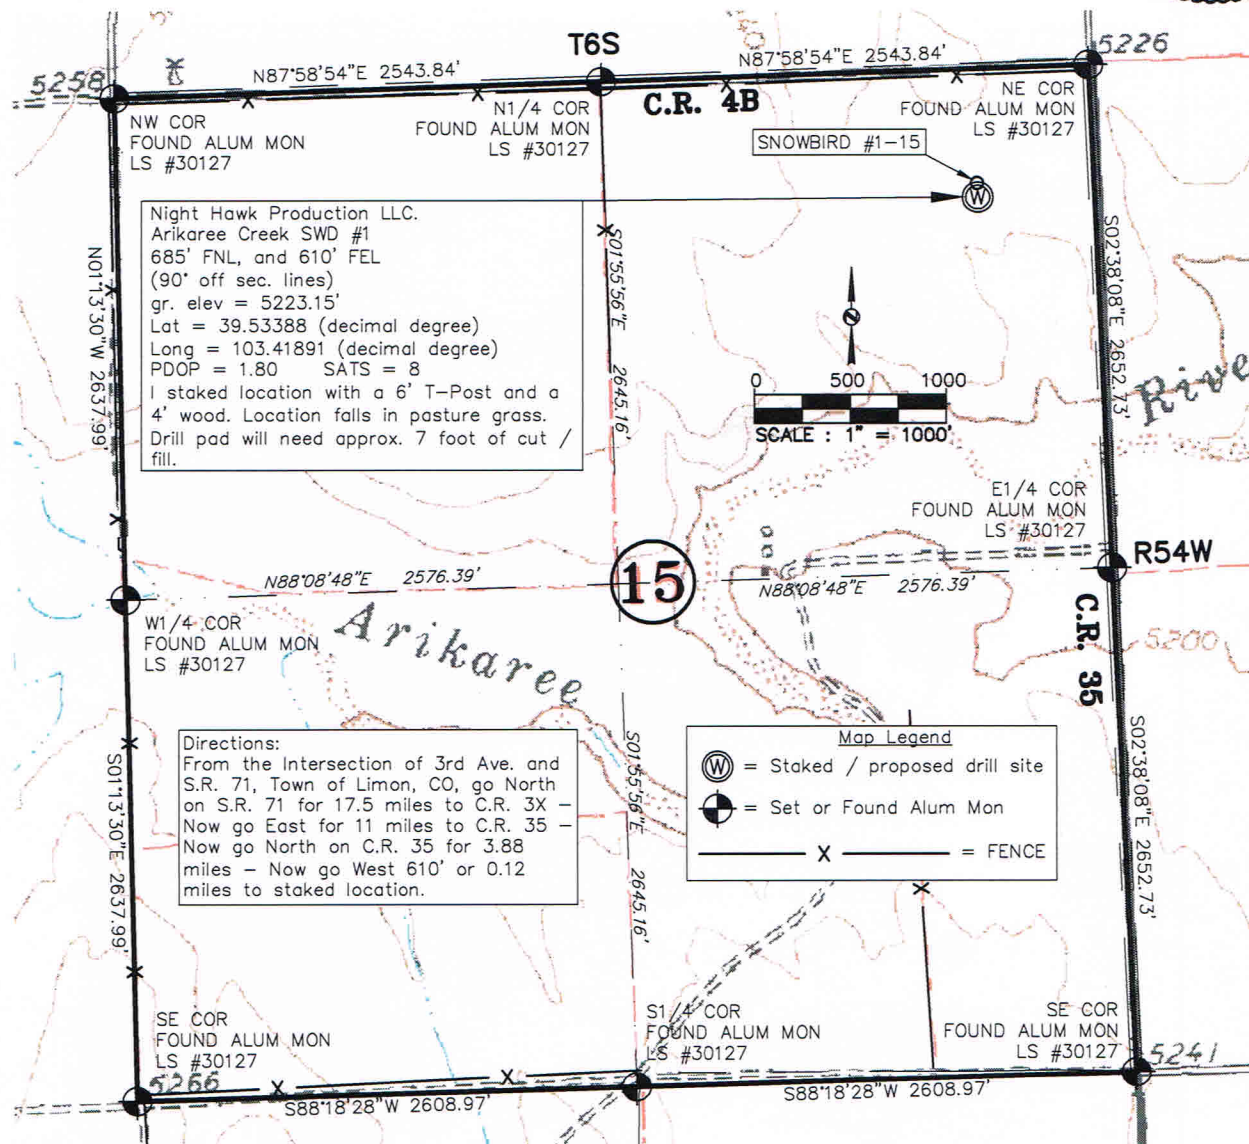 T6S
5258
N87°58'54"E 2543.84'
N87°58'54"E 2543.84'
5226
C.R. 4B
NW COR
FOUND ALUM MON
LS #30127
N1/4 COR
FOUND ALUM MON
LS #30127
NE COR
FOUND ALUM MON
LS #30127
SNOWBIRD #1-15
W
Night Hawk Production LLC.
Arikaree Creek SWD #1
685' FNL, and 610' FEL
(90° off sec. lines)
gr. elev = 5223.15'
Lat = 39.53388 (decimal degree)
Long = 103.41891 (decimal degree)
PDOP = 1.80 SATS = 8
I staked location with a 6' T-Post and a
4' wood. Location falls in pasture grass.
Drill pad will need approx. 7 foot of cut /
fill.
N01°13'30"W 2637.99'
S01°55'56"E 2645.16'
S02°38'08"E 2652.73'
N
0 500 1000
SCALE : 1" = 1000'
River
E1/4 COR
FOUND ALUM MON
LS #30127
R54W
N88°08'48"E 2576.39'
15
N88°08'48"E 2576.39'
W1/4 COR
FOUND ALUM MON
LS #30127
Arikaree
C.R. 35
5200
Directions:
From the Intersection of 3rd Ave. and
S.R. 71, Town of Limon, CO, go North
on S.R. 71 for 17.5 miles to C.R. 3X -
Now go East for 11 miles to C.R. 35 -
Now go North on C.R. 35 for 3.88
miles - Now go West 610' or 0.12
miles to staked location.
Map Legend
W = Staked / proposed drill site
= Set or Found Alum Mon
X = FENCE
S01°13'30"E 2637.99'
S01°55'56"E 2645.16'
S02°38'08"E 2652.73'
SE COR
FOUND ALUM MON
LS #30127
S1/4 COR
FOUND ALUM MON
LS #30127
SE COR
FOUND ALUM MON
LS #30127
5266
5241
S88°18'28"W 2608.97'
S88°18'28"W 2608.97'